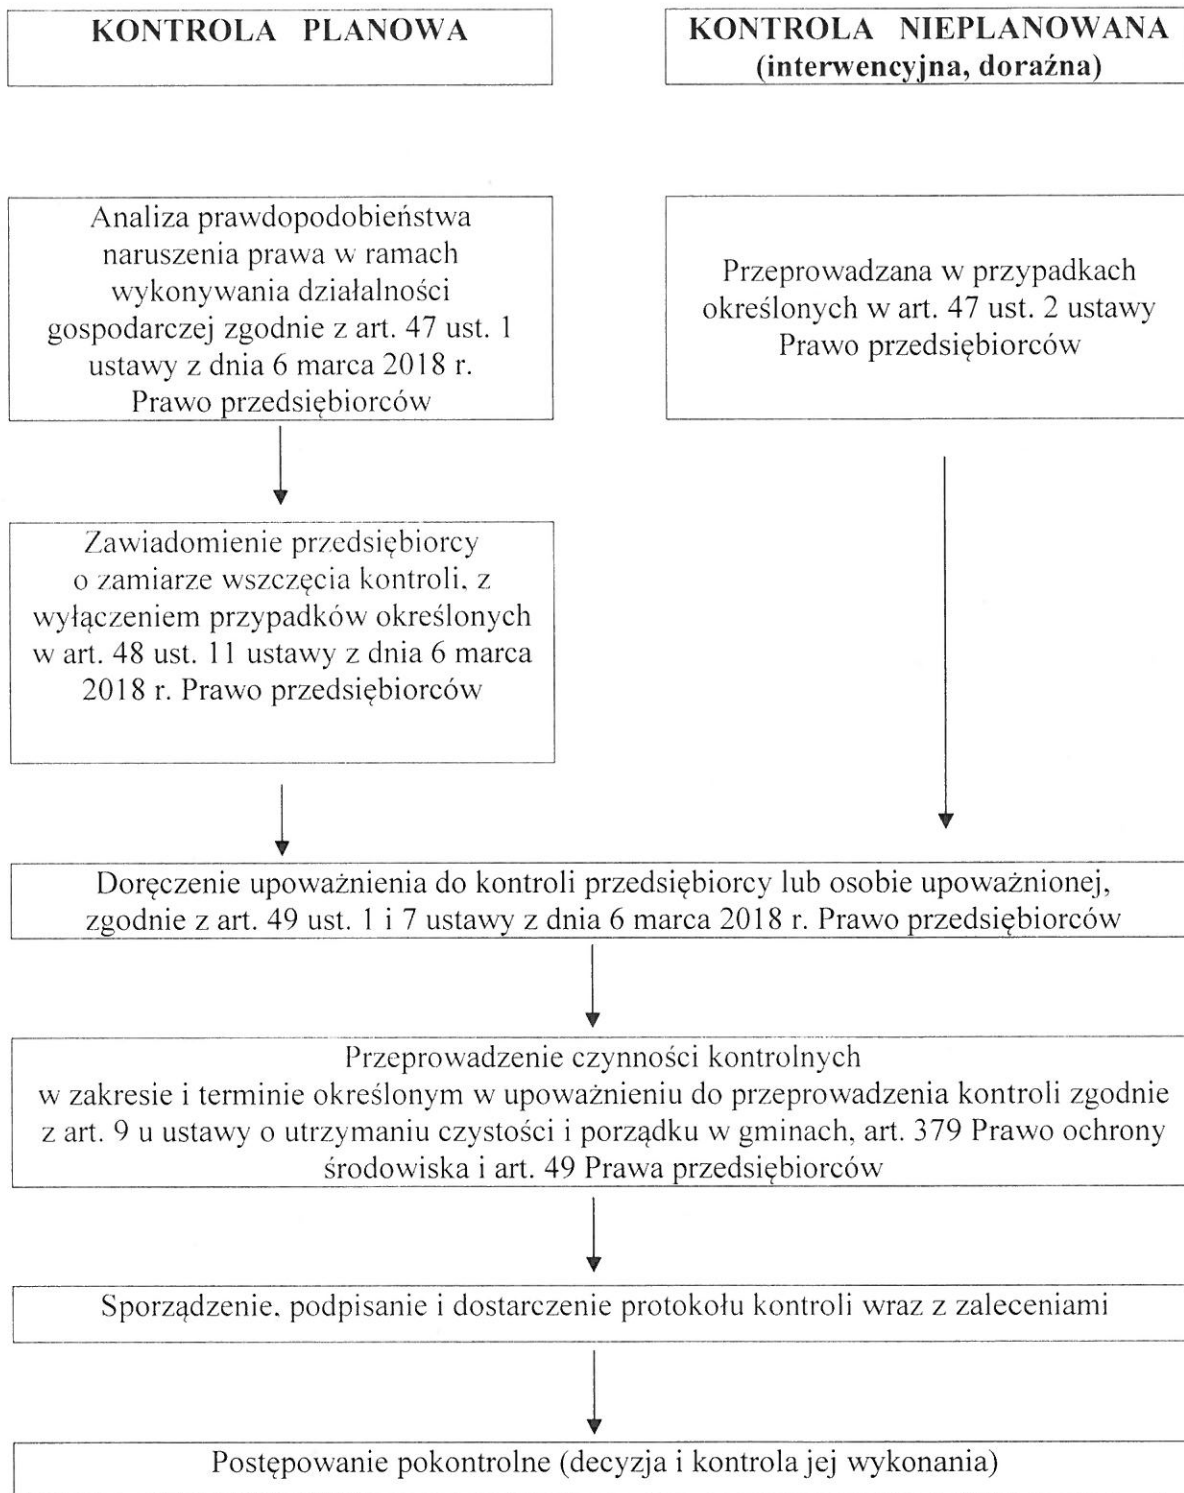 KONTROLA PLANOWA
KONTROLA NIEPLANOWANA
(interwencyjna, doraźna)
Analiza prawdopodobieństwa
naruszenia prawa w ramach
wykonywania działalności
gospodarczej zgodnie z art. 47 ust. 1
ustawy z dnia 6 marca 2018 r.
Prawo przedsiębiorców
Przeprowadzana w przypadkach
określonych w art. 47 ust. 2 ustawy
Prawo przedsiębiorców
Zawiadomienie przedsiębiorcy
o zamiarze wszczęcia kontroli, z
wyłączeniem przypadków określonych
w art. 48 ust. 11 ustawy z dnia 6 marca
2018 r. Prawo przedsiębiorców
Doręczenie upoważnienia do kontroli przedsiębiorcy lub osobie upoważnionej,
zgodnie z art. 49 ust. 1 i 7 ustawy z dnia 6 marca 2018 r. Prawo przedsiębiorców
Przeprowadzenie czynności kontrolnych
w zakresie i terminie określonym w upoważnieniu do przeprowadzenia kontroli zgodnie
z art. 9 u ustawy o utrzymaniu czystości i porządku w gminach, art. 379 Prawo ochrony
środowiska i art. 49 Prawa przedsiębiorców
Sporządzenie, podpisanie i dostarczenie protokołu kontroli wraz z zaleceniami
Postępowanie pokontrolne (decyzja i kontrola jej wykonania)